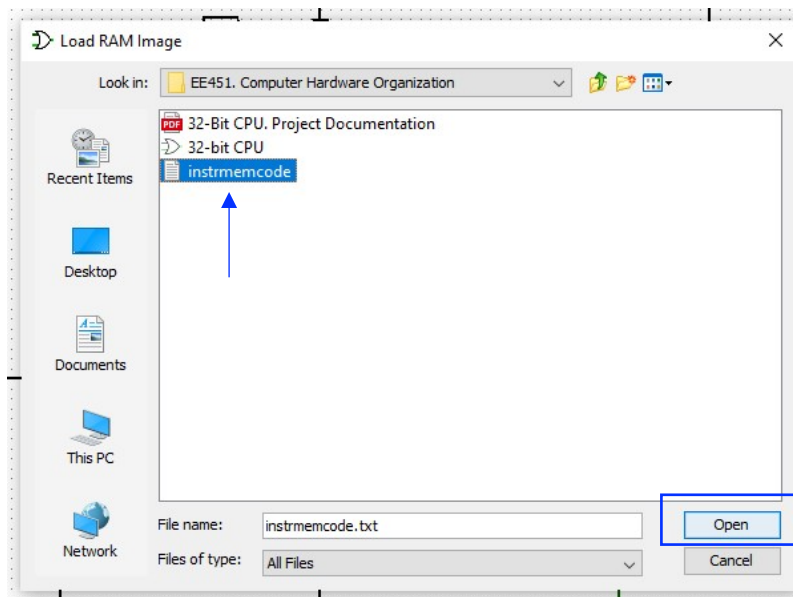 Load RAM Image
Look in: EE451. Computer Hardware Organization
PDF 32-Bit CPU. Project Documentation
32-bit CPU
instrmemcode
Recent Items
Desktop
Documents
This PC
Network
File name: instrmemcode.txt Open
Files of type: All Files Cancel